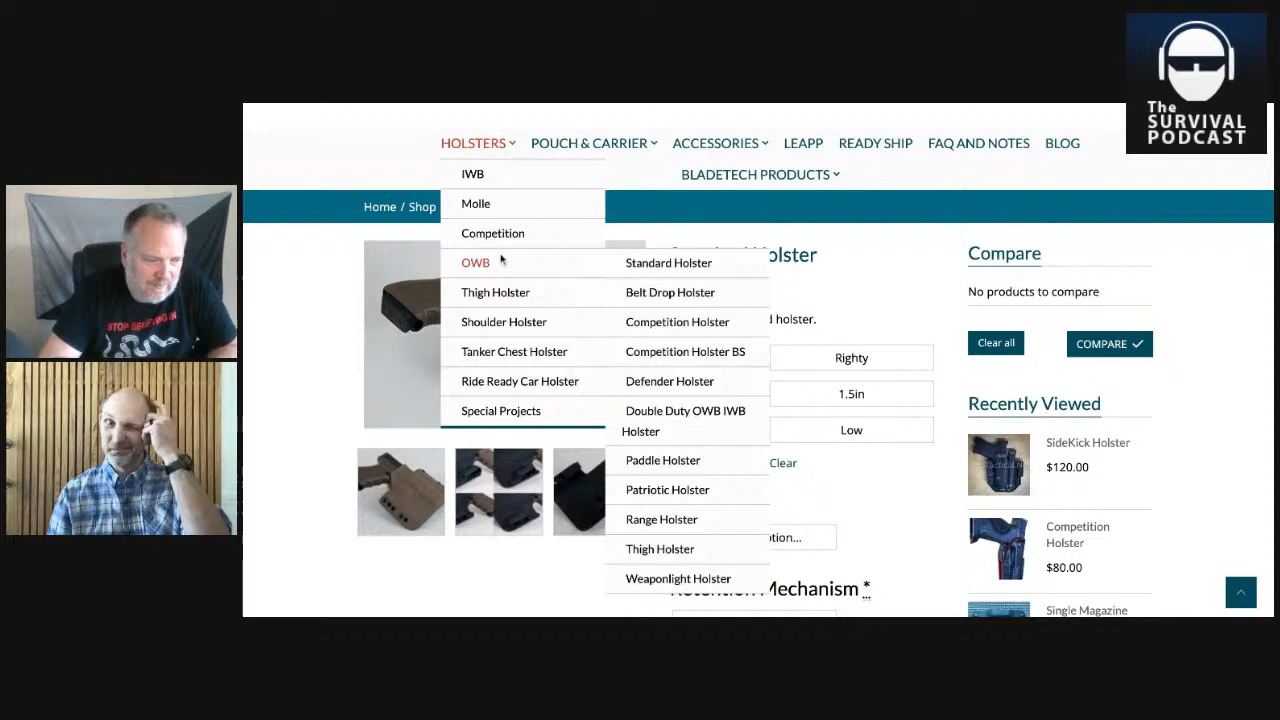 The
SURVIVAL
PODCAST
HOLSTERS POUCH & CARRIER ACCESSORIES LEAPP READY SHIP FAQ AND NOTES BLOG
BLADETECH PRODUCTS
Home / Shop
IWB
Molle
Competition
OWB
Thigh Holster
Shoulder Holster
Tanker Chest Holster
Ride Ready Car Holster
Special Projects
Standard Holster
Belt Drop Holster
Competition Holster
Competition Holster BS
Defender Holster
Double Duty OWB IWB
Holster
Paddle Holster
Patriotic Holster
Range Holster
Thigh Holster
Weaponlight Holster
holster.
Righty
1.5in
Low
Clear
Mechanism *
Compare
No products to compare
Clear all COMPARE
Recently Viewed
SideKick Holster
$120.00
Competition
Holster
$80.00
Single Magazine
STOP BELIEVING IN